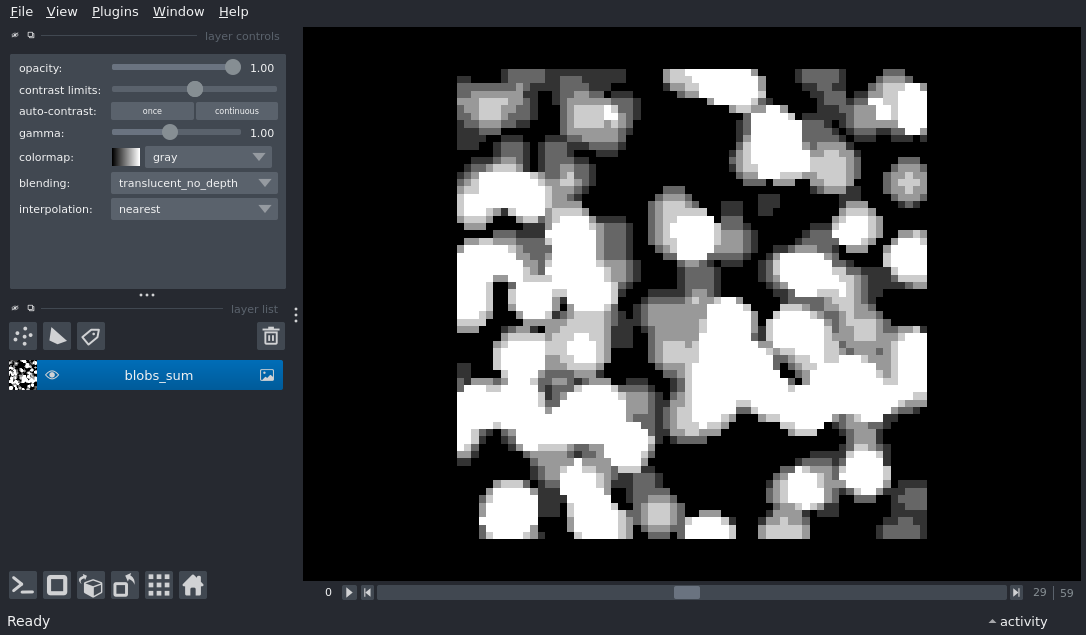 File View Plugins Window Help
layer controls
opacity: 1.00
contrast limits:
auto-contrast: once continuous
gamma: 1.00
colormap: gray
blending: translucent_no_depth
interpolation: nearest
layer list
blobs_sum
0 29 59
Ready activity